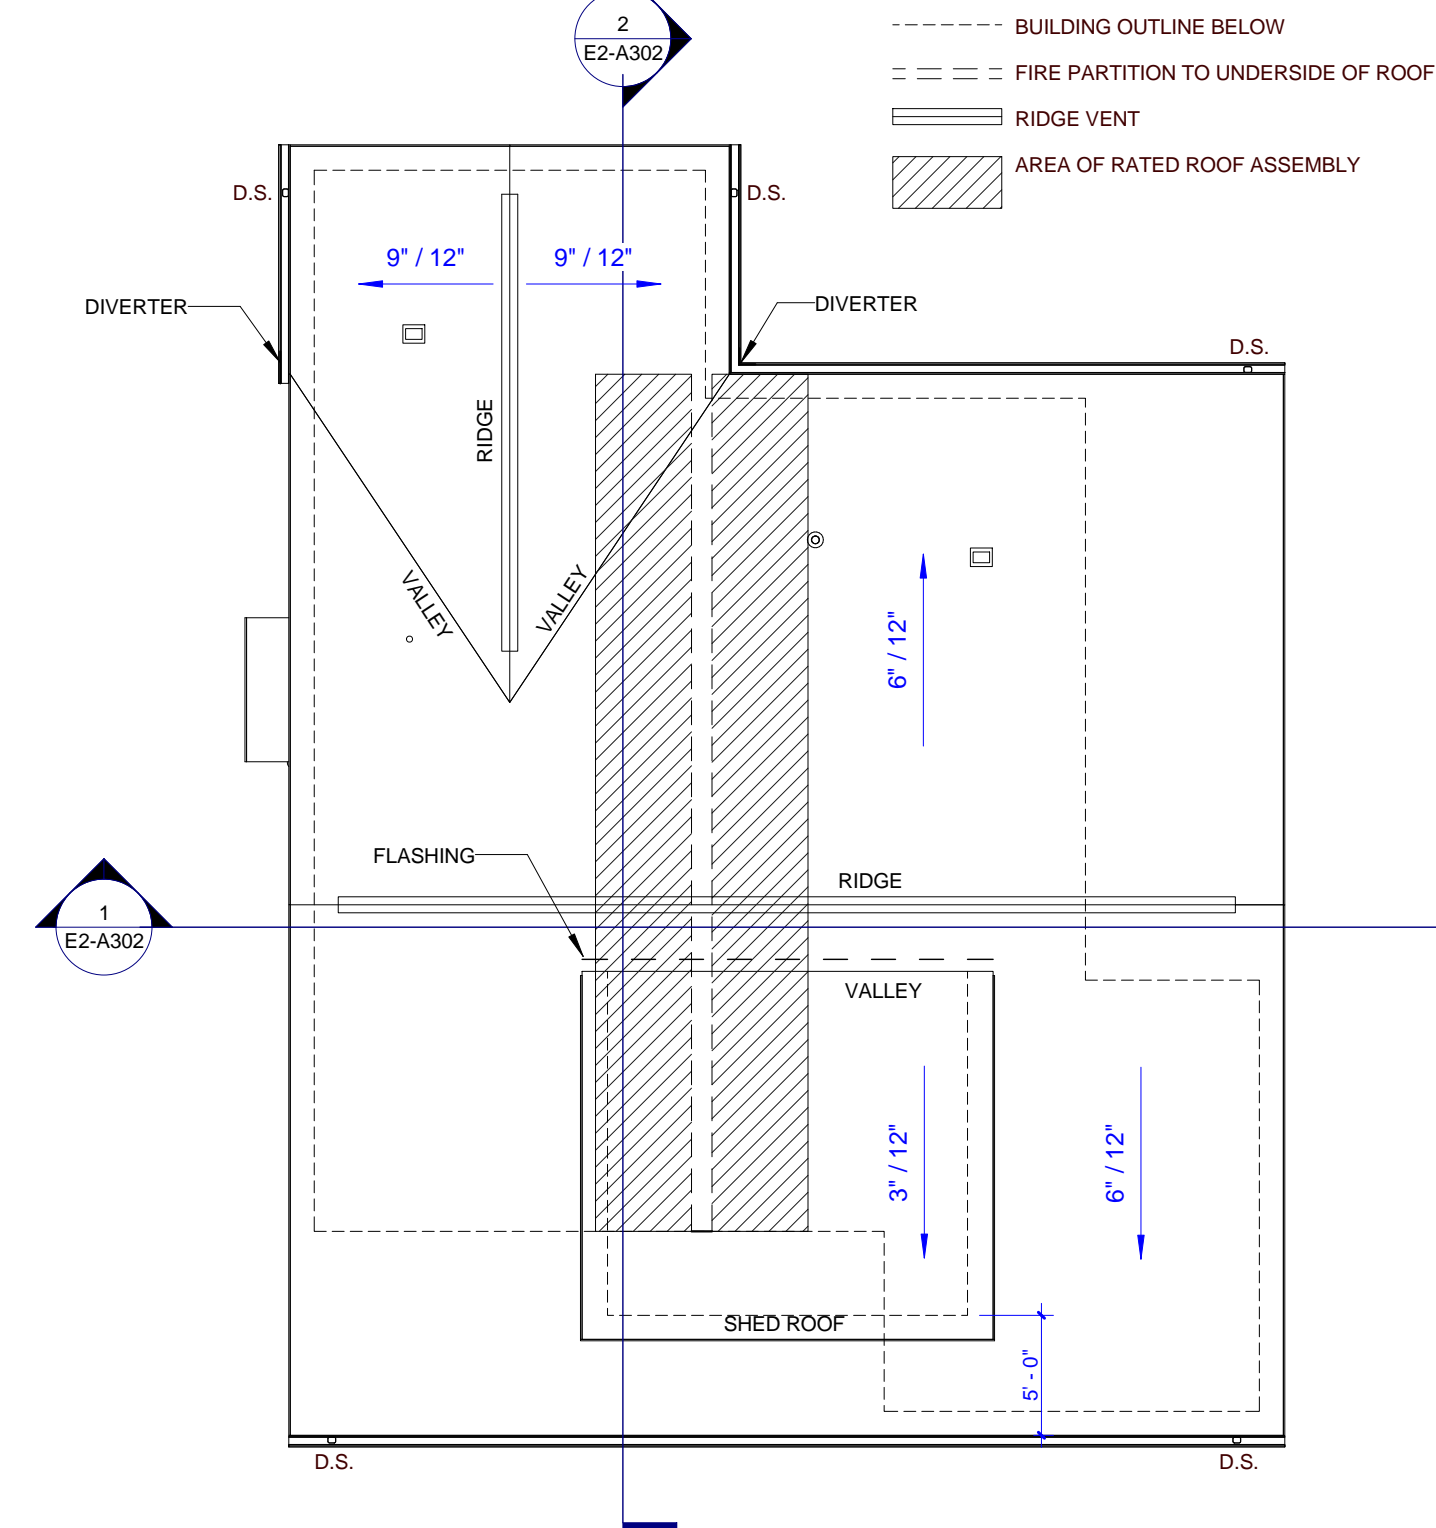 2
E2-A302
BUILDING OUTLINE BELOW
FIRE PARTITION TO UNDERSIDE OF ROOF
RIDGE VENT
AREA OF RATED ROOF ASSEMBLY
D.S.
D.S.
9" / 12"
9" / 12"
DIVERTER
DIVERTER
D.S.
RIDGE
VALLEY
VALLEY
6" / 12"
FLASHING
RIDGE
1
E2-A302
VALLEY
3" / 12"
6" / 12"
SHED ROOF
5' - 0"
D.S.
D.S.